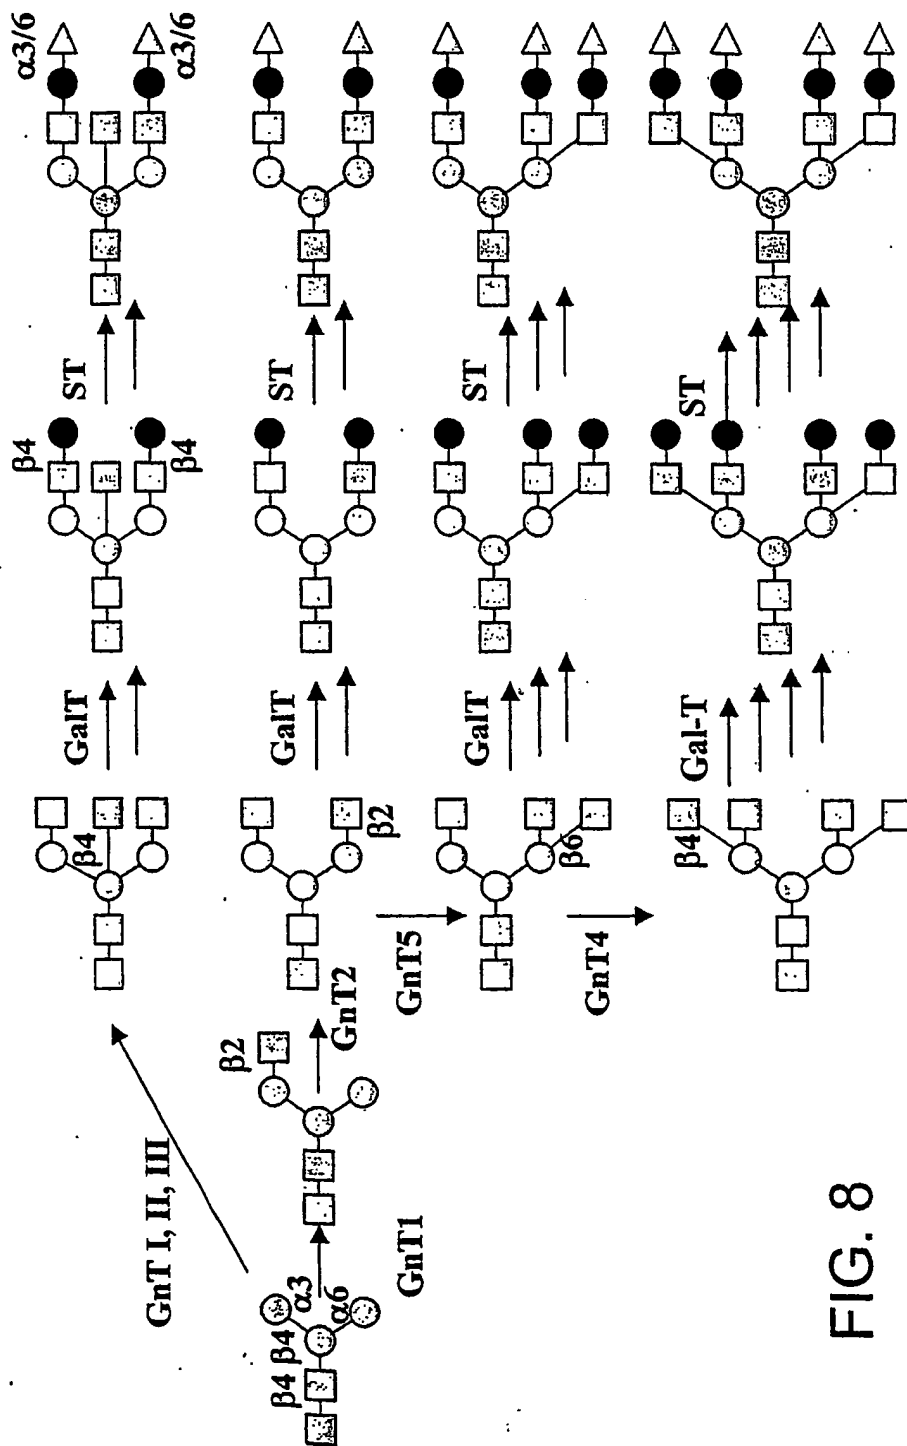 α3/6
α3/6
ST
β4
β4
GalT
β4
GnT I, II, III
ST
GalT
β2
GnT2
β2
α3
α6
β4
β4
GnT1
ST
GalT
β6
GnT5
ST
Gal-T
β4
GnT4
FIG. 8